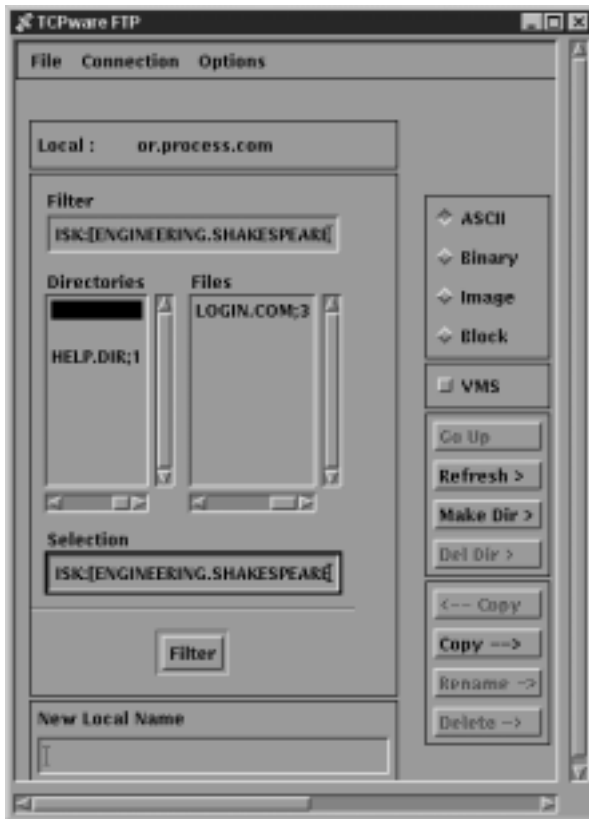 TCPware FTP
File Connection Options
Local : or.process.com
Filter
ISK:[ENGINEERING.SHAKESPEARE
Directories Files
LOGIN.COM;3
HELP.DIR;1
Selection
ISK:[ENGINEERING.SHAKESPEARE
Filter
New Local Name
ASCII
Binary
Image
Block
VMS
Go Up
Refresh >
Make Dir >
Del Dir >
<-- Copy
Copy -->
Rename ->
Delete ->